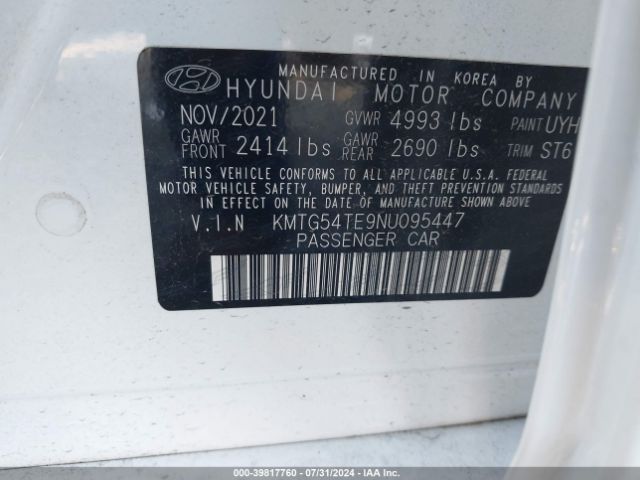 MANUFACTURED IN KOREA BY
HYUNDAI MOTOR COMPANY
NOV/2021 GVWR 4993 lbs PAINT UYH
GAWR FRONT 2414 lbs GAWR REAR 2690 lbs TRIM ST6
THIS VEHICLE CONFORMS TO ALL APPLICABLE U.S.A. FEDERAL
MOTOR VEHICLE SAFETY, BUMPER, AND THEFT PREVENTION STANDARDS
IN EFFECT ON THE DATE OF MANUFACTURE SHOWN ABOVE.
V.I.N KMTG54TE9NU095447
PASSENGER CAR
000-39817760 - 07/31/2024 - IAA Inc.